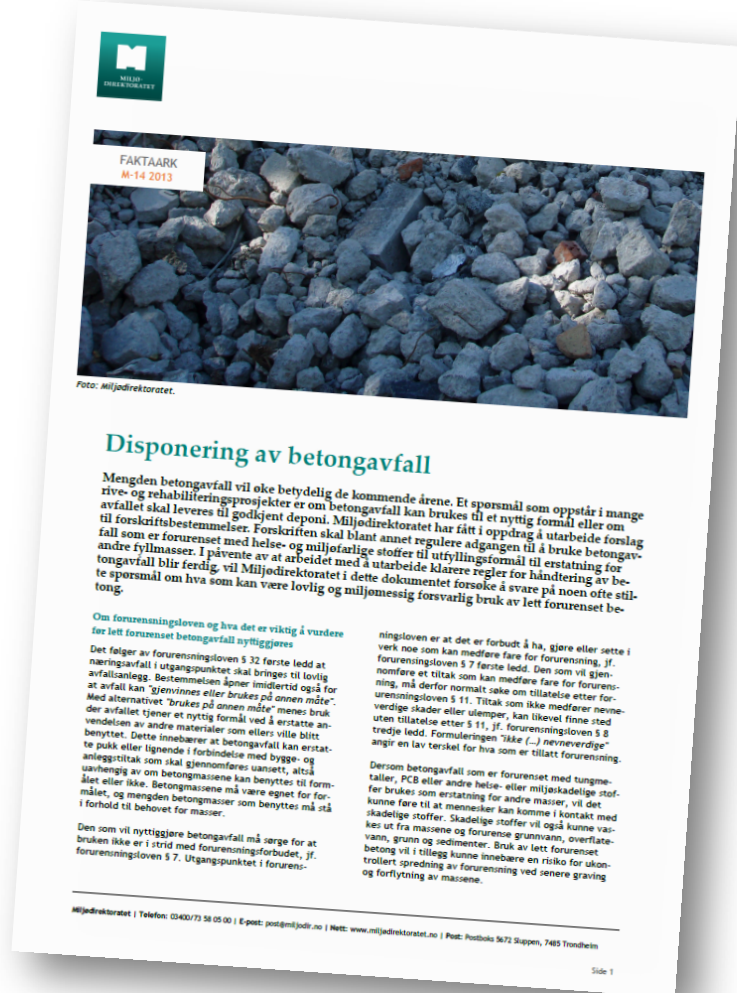 MILJØ-
DIREKTORATET
FAKTAARK
M-14 2013
Foto: Miljødirektoratet.
Disponering av betongavfall
Mengden betongavfall vil øke betydelig de kommende årene. Et spørsmål som oppstår i mange
rive- og rehabiliteringsprosjekter er om betongavfall kan brukes til et nyttig formål eller om
avfallet skal leveres til godkjent deponi. Miljødirektoratet har fått i oppdrag å utarbeide forslag
til forskriftsbestemmelser. Forskriften skal blant annet regulere adgangen til å bruke betongav-
fall som er forurenset med helse- og miljøfarlige stoffer til utfyllingsformål til erstatning for
andre fyllmasser. I påvente av at arbeidet med å utarbeide klarere regler for håndtering av be-
tongavfall blir ferdig, vil Miljødirektoratet i dette dokumentet forsøke å svare på noen ofte stil-
te spørsmål om hva som kan være lovlig og miljømessig forsvarlig bruk av lett forurenset be-
tong.
Om forurensningsloven og hva det er viktig å vurdere
før lett forurenset betongavfall nyttiggjøres
Det følger av forurensningsloven § 32 første ledd at
næringsavfall i utgangspunktet skal bringes til lovlig
avfallsanlegg. Bestemmelsen åpner imidlertid også for
at avfall kan "gjenvinnes eller brukes på annen måte".
Med alternativet "brukes på annen måte" menes bruk
der avfallet tjener et nyttig formål ved å erstatte an-
vendelsen av andre materialer som ellers ville blitt
benyttet. Dette innebærer at betongavfall kan erstat-
te pukk eller lignende i forbindelse med bygge- og
anleggstiltak som skal gjennomføres uansett, altså
uavhengig av om betongmassene kan benyttes til form-
ålet eller ikke. Betongmassene må være egnet for for-
målet, og mengden betongmasser som benyttes må stå
i forhold til behovet for masser.
Den som vil nyttiggjøre betongavfall må sørge for at
bruken ikke er i strid med forurensningsforbudet, jf.
forurensningsloven § 7. Utgangspunktet i forurens-
ningsloven er at det er forbudt å ha, gjøre eller sette i
verk noe som kan medføre fare for forurensning, jf.
forurensingsloven § 7 første ledd. Den som vil gjen-
nomføre et tiltak som kan medføre fare for forurens-
ning, må derfor normalt søke om tillatelse etter for-
urensningsloven § 11. Tiltak som ikke medfører nevne-
verdige skader eller ulemper, kan likevel finne sted
uten tillatelse etter § 11, jf. forurensningsloven § 8
tredje ledd. Formuleringen "ikke (…) nevneverdige"
angir en lav terskel for hva som er tillatt forurensning.
Dersom betongavfall som er forurenset med tungme-
taller, PCB eller andre helse- eller miljøskadelige stof-
fer brukes som erstatning for andre masser, vil det
kunne føre til at mennesker kan komme i kontakt med
skadelige stoffer. Skadelige stoffer vil også kunne vas-
kes ut fra massene og forurense grunnvann, overflate-
vann, grunn og sedimenter. Bruk av lett forurenset
betong vil i tillegg kunne innebære en risiko for ukon-
trollert spredning av forurensning ved senere graving
og forflytning av massene.
Miljødirektoratet | Telefon: 03400/73 58 05 00 | E-post: post@miljodir.no | Nett: www.miljødirektoratet.no | Post: Postboks 5672 Sluppen, 7485 Trondheim
Side 1